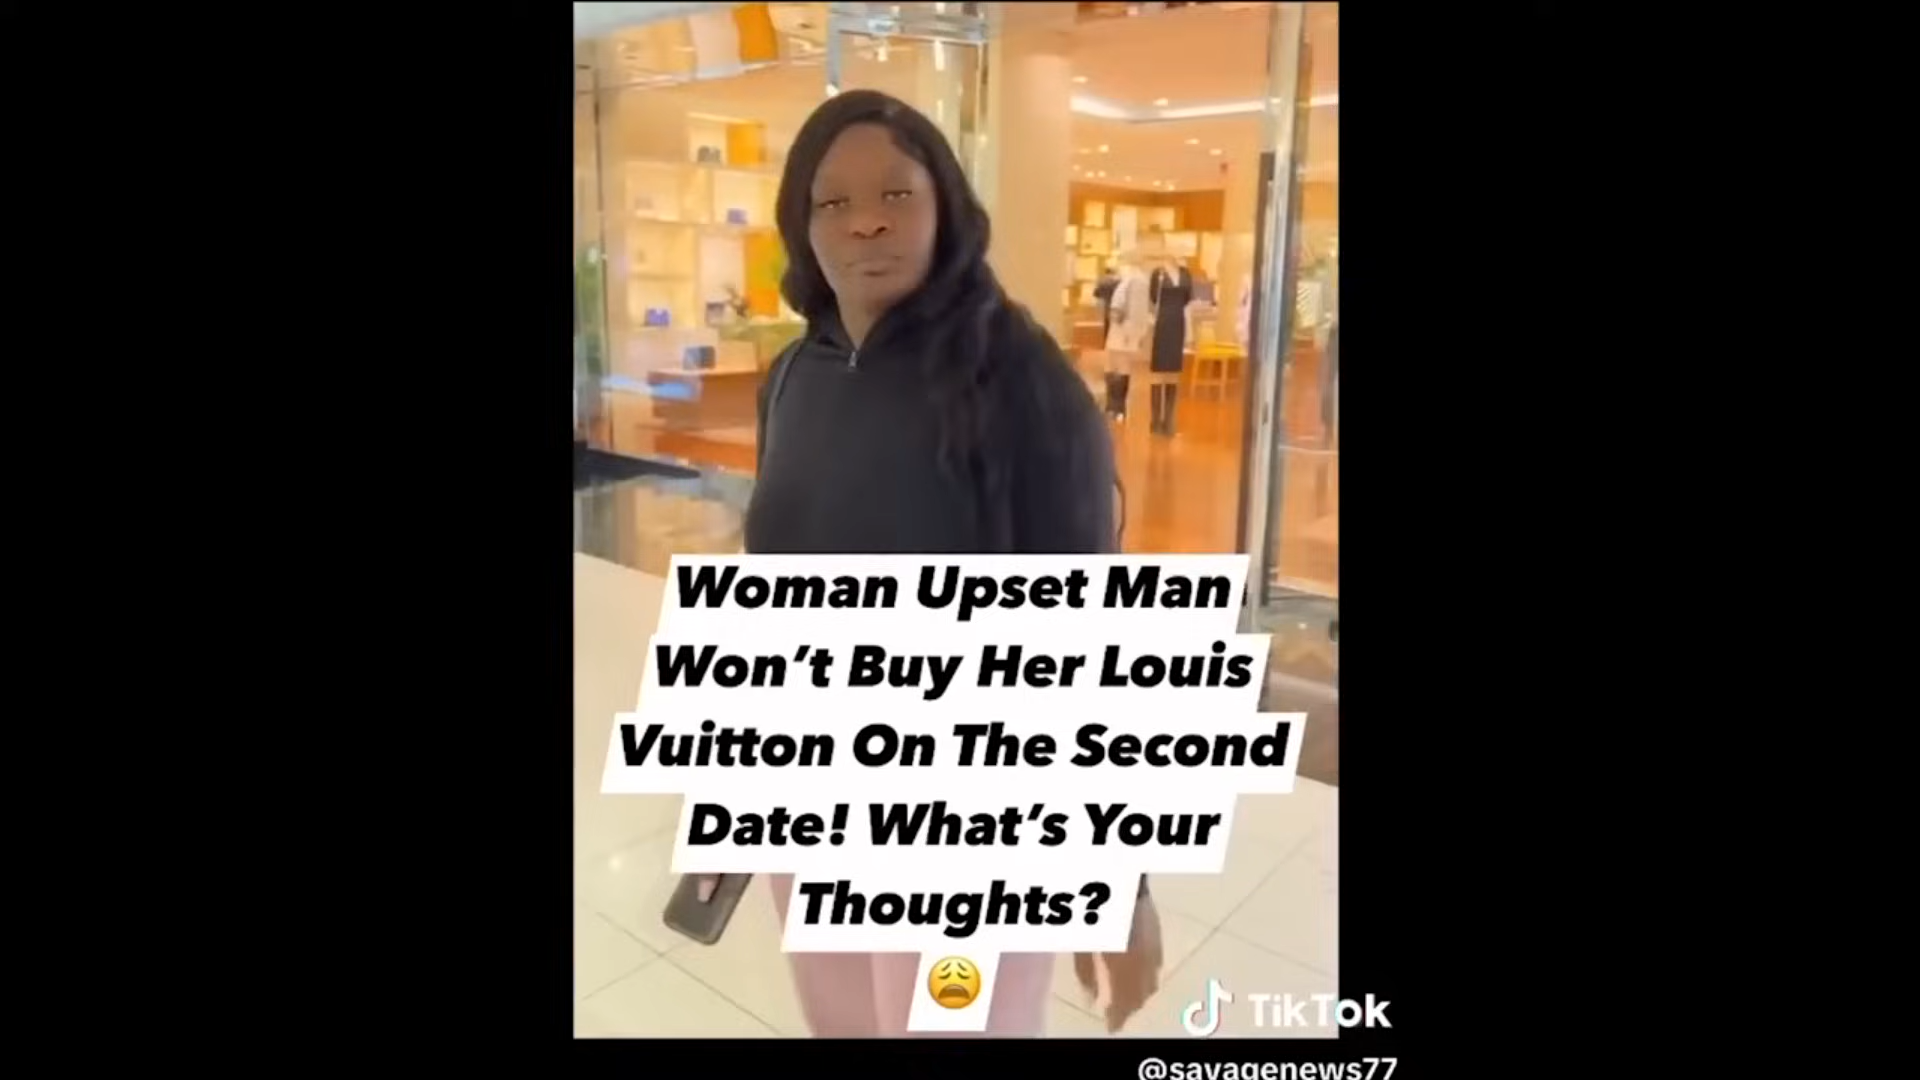 Woman Upset Man
Won't Buy Her Louis
Vuitton On The Second
Date! What's Your
Thoughts?
😩
TikTok
@savagenews77